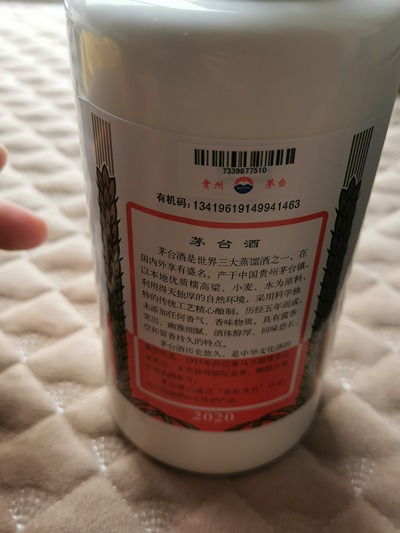 7339877510
贵州 茅台
有机码: 13419619149941463
茅台酒
茅台酒是世界三大蒸馏酒之一，在
国内外享有盛名。产于中国贵州茅台镇，
以本地优质糯高粱、小麦、水为原料，
利用得天独厚的自然环境，采用科学独
特的传统工艺精心酿制，历经五年而成，
未添加任何香气、香味物质。具有酱香
突出、幽雅细腻、酒体醇厚、回味悠长、
空杯留香持久的特点。
茅台酒历史悠久，是中华文化酒的
2020